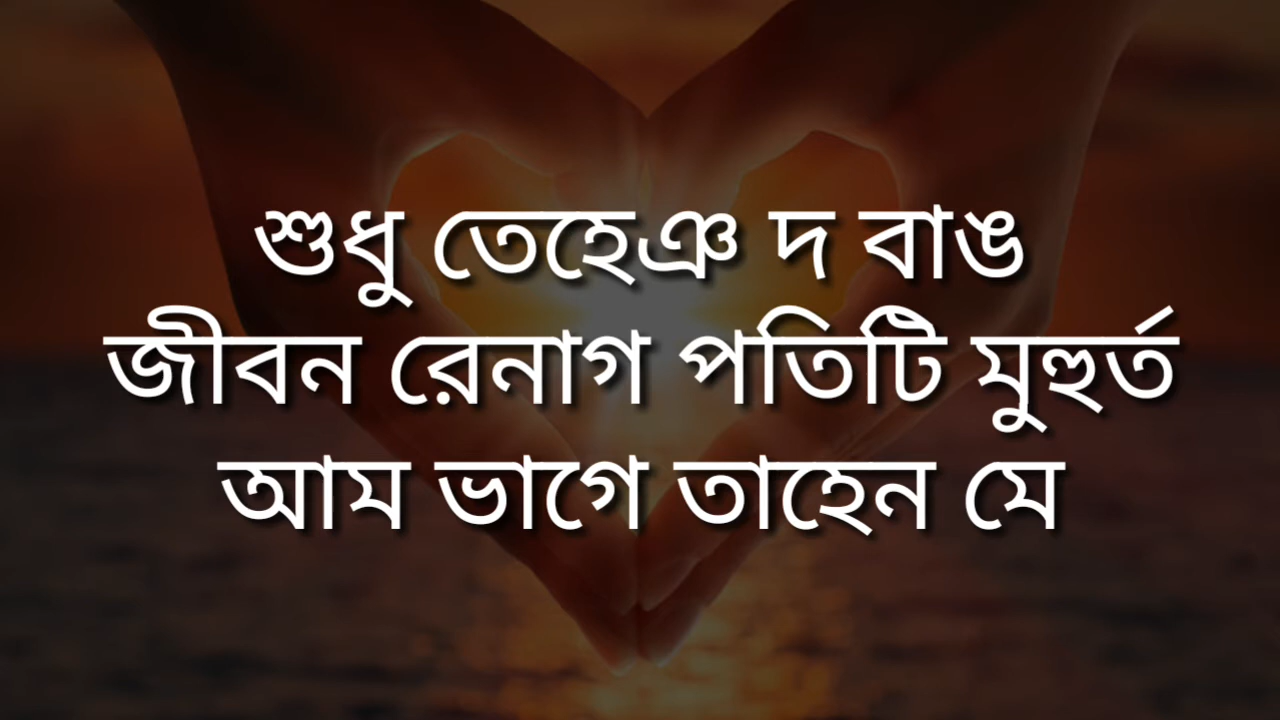 শুধু তেহেঞ দ বাঙ
জীবন রেনাগ পতিটি মুহুর্ত
আম ভাগে তাহেন মে